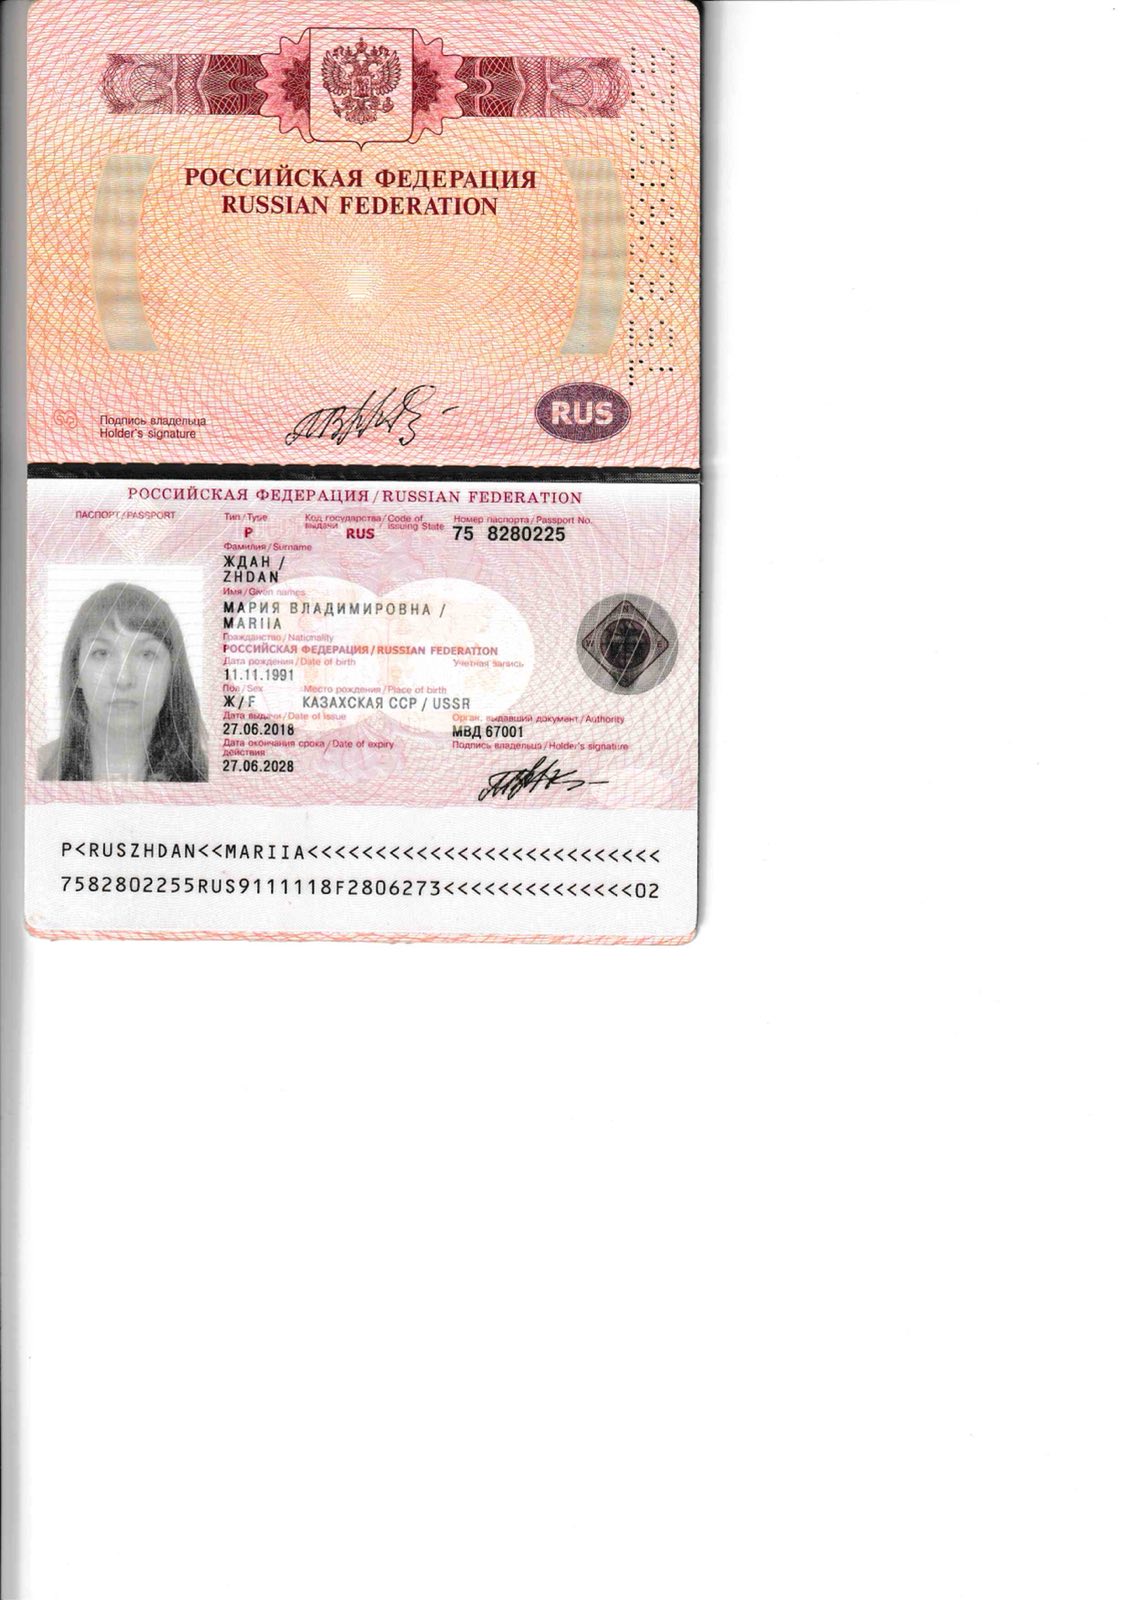 РОССИЙСКАЯ ФЕДЕРАЦИЯ
RUSSIAN FEDERATION
Подпись владельца
Holder's signature
RUS
РОССИЙСКАЯ ФЕДЕРАЦИЯ / RUSSIAN FEDERATION
ПАСПОРТ / PASSPORT
Тип / Type
Код государства / Code of
выдачи / issuing State
Номер паспорта / Passport No.
P
RUS
75 8280225
Фамилия / Surname
ЖДАН /
ZHDAN
Имя / Given names
МАРИЯ ВЛАДИМИРОВНА /
MARIIA
Гражданство / Nationality
РОССИЙСКАЯ ФЕДЕРАЦИЯ / RUSSIAN FEDERATION
Дата рождения / Date of birth
Учетная запись
11.11.1991
Пол / Sex
Место рождения / Place of birth
Ж / F
КАЗАХСКАЯ ССР / USSR
Дата выдачи / Date of issue
Орган, выдавший документ / Authority
27.06.2018
МВД 67001
Дата окончания срока / Date of expiry
действия
Подпись владельца / Holder's signature
27.06.2028
P<RUSZHDAN<<MARIIA<<<<<<<<<<<<<<<<<<<<<<<<<<
7582802255RUS9111118F2806273<<<<<<<<<<<<<<02